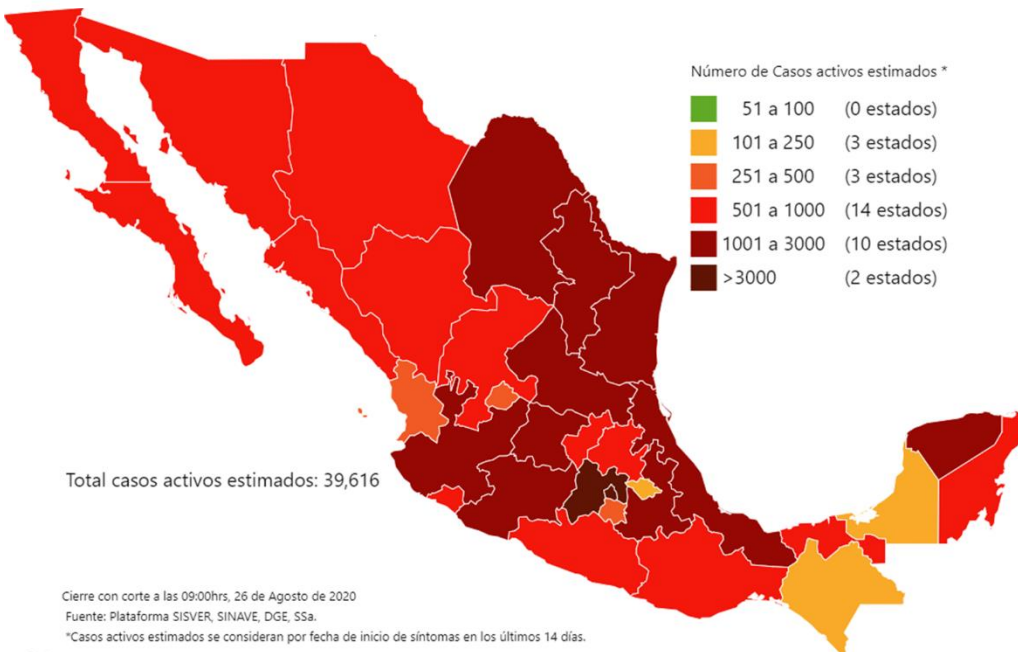 Número de Casos activos estimados *
51 a 100 (0 estados)
101 a 250 (3 estados)
251 a 500 (3 estados)
501 a 1000 (14 estados)
1001 a 3000 (10 estados)
>3000 (2 estados)
Total casos activos estimados: 39,616
Cierre con corte a las 09:00hrs, 26 de Agosto de 2020
Fuente: Plataforma SISVER, SINAVE, DGE, SSa.
*Casos activos estimados se consideran por fecha de inicio de síntomas en los últimos 14 días.